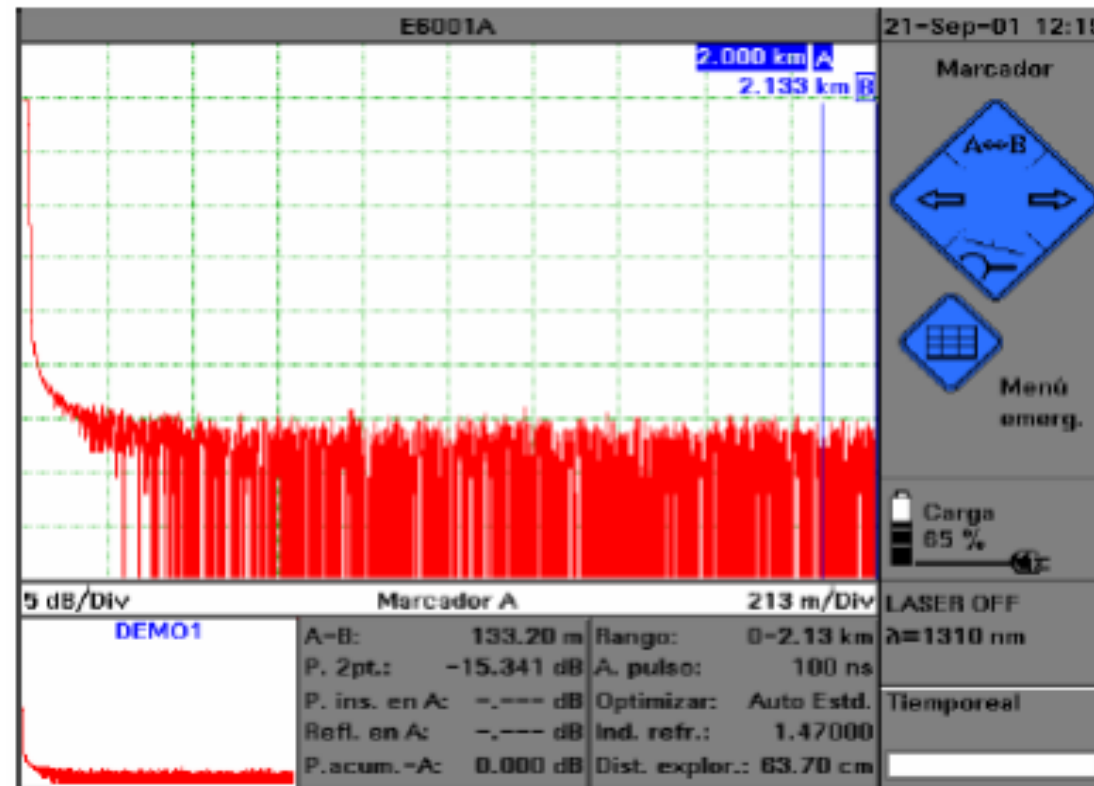 E6001A
21-Sep-01 12:15
2.000 km A
2.133 km B
Marcador
A↔B
Menú
emerg.
Carga
65 %
5 dB/Div Marcador A 213 m/Div
LASER OFF
λ=1310 nm
DEMO1
A-B: 133.20 m
P. 2pt.: -15.341 dB
P. ins. en A: -.--- dB
Refl. en A: -.--- dB
P.acum.-A: 0.000 dB
Rango: 0-2.13 km
A. pulso: 100 ns
Optimizar: Auto Estd.
Ind. refr.: 1.47000
Dist. explor.: 63.70 cm
Tiemporeal